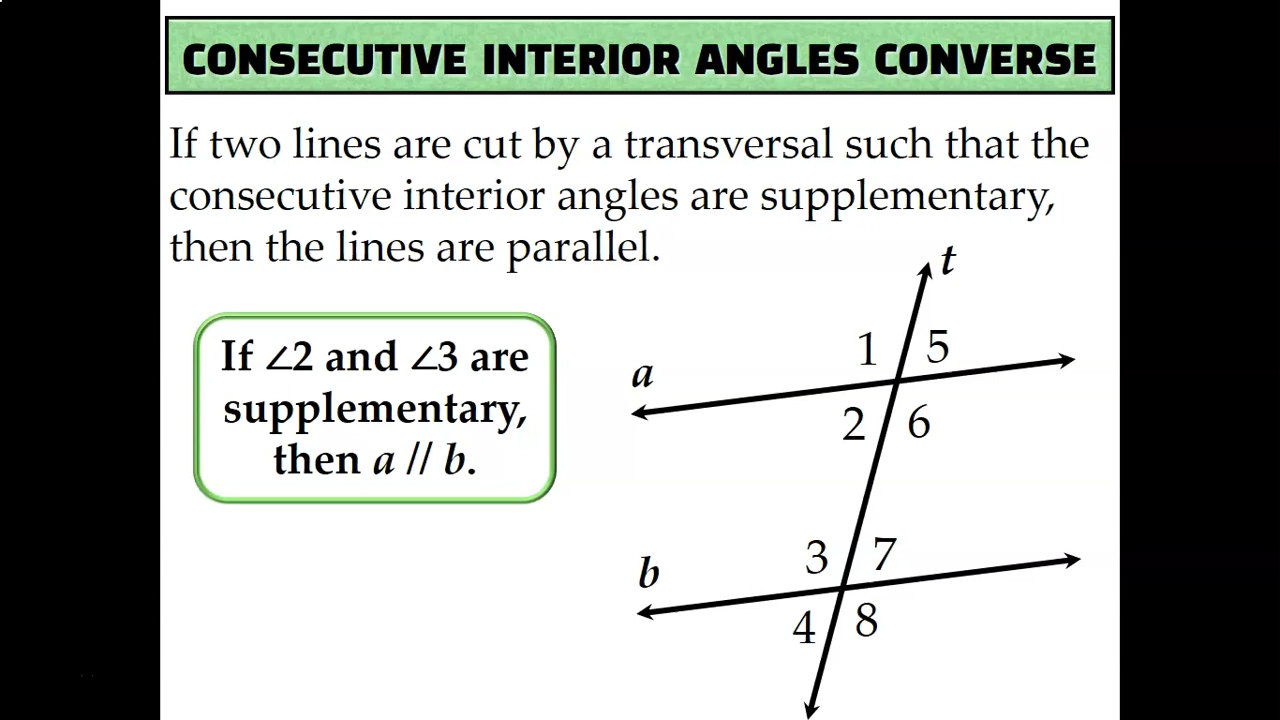 CONSECUTIVE INTERIOR ANGLES CONVERSE
If two lines are cut by a transversal such that the
consecutive interior angles are supplementary,
then the lines are parallel.
If ∠2 and ∠3 are
supplementary,
then a // b.
t
1 5
a
2 6
3 7
b
4 8